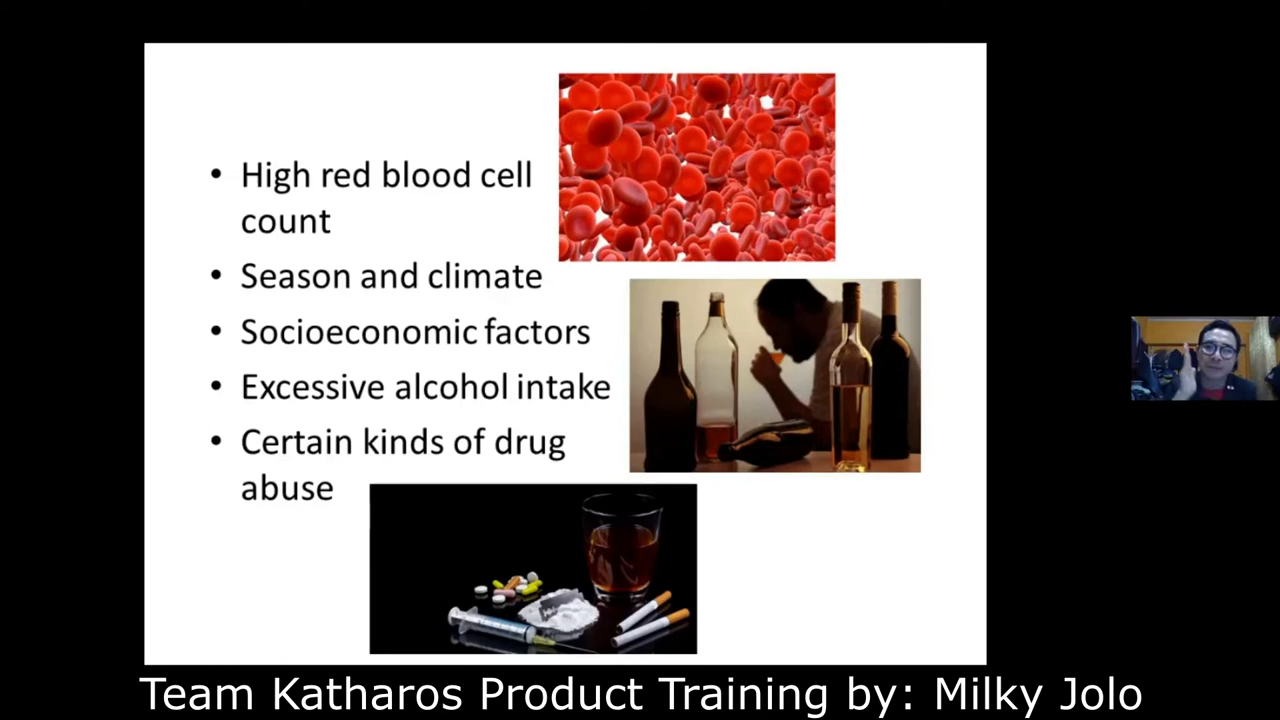 • High red blood cell
count
• Season and climate
• Socioeconomic factors
• Excessive alcohol intake
• Certain kinds of drug
abuse
Team Katharos Product Training by: Milky Jolo